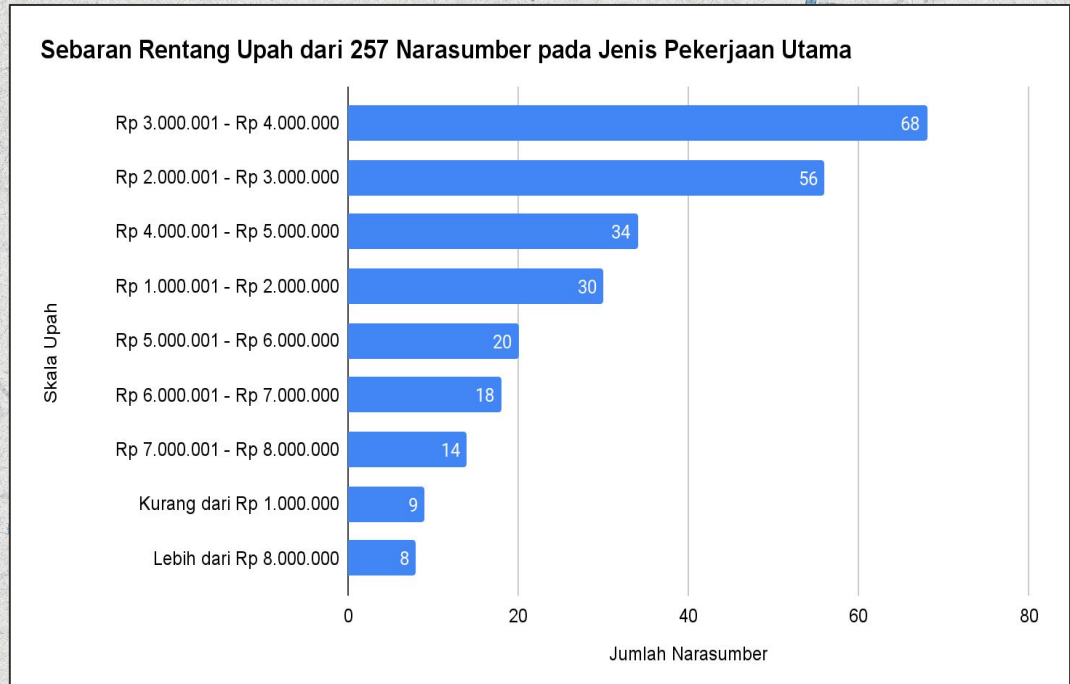 Sebaran Rentang Upah dari 257 Narasumber pada Jenis Pekerjaan Utama
Skala Upah
Rp 3.000.001 - Rp 4.000.000
68
Rp 2.000.001 - Rp 3.000.000
56
Rp 4.000.001 - Rp 5.000.000
34
Rp 1.000.001 - Rp 2.000.000
30
Rp 5.000.001 - Rp 6.000.000
20
Rp 6.000.001 - Rp 7.000.000
18
Rp 7.000.001 - Rp 8.000.000
14
Kurang dari Rp 1.000.000
9
Lebih dari Rp 8.000.000
8
0 20 40 60 80
Jumlah Narasumber